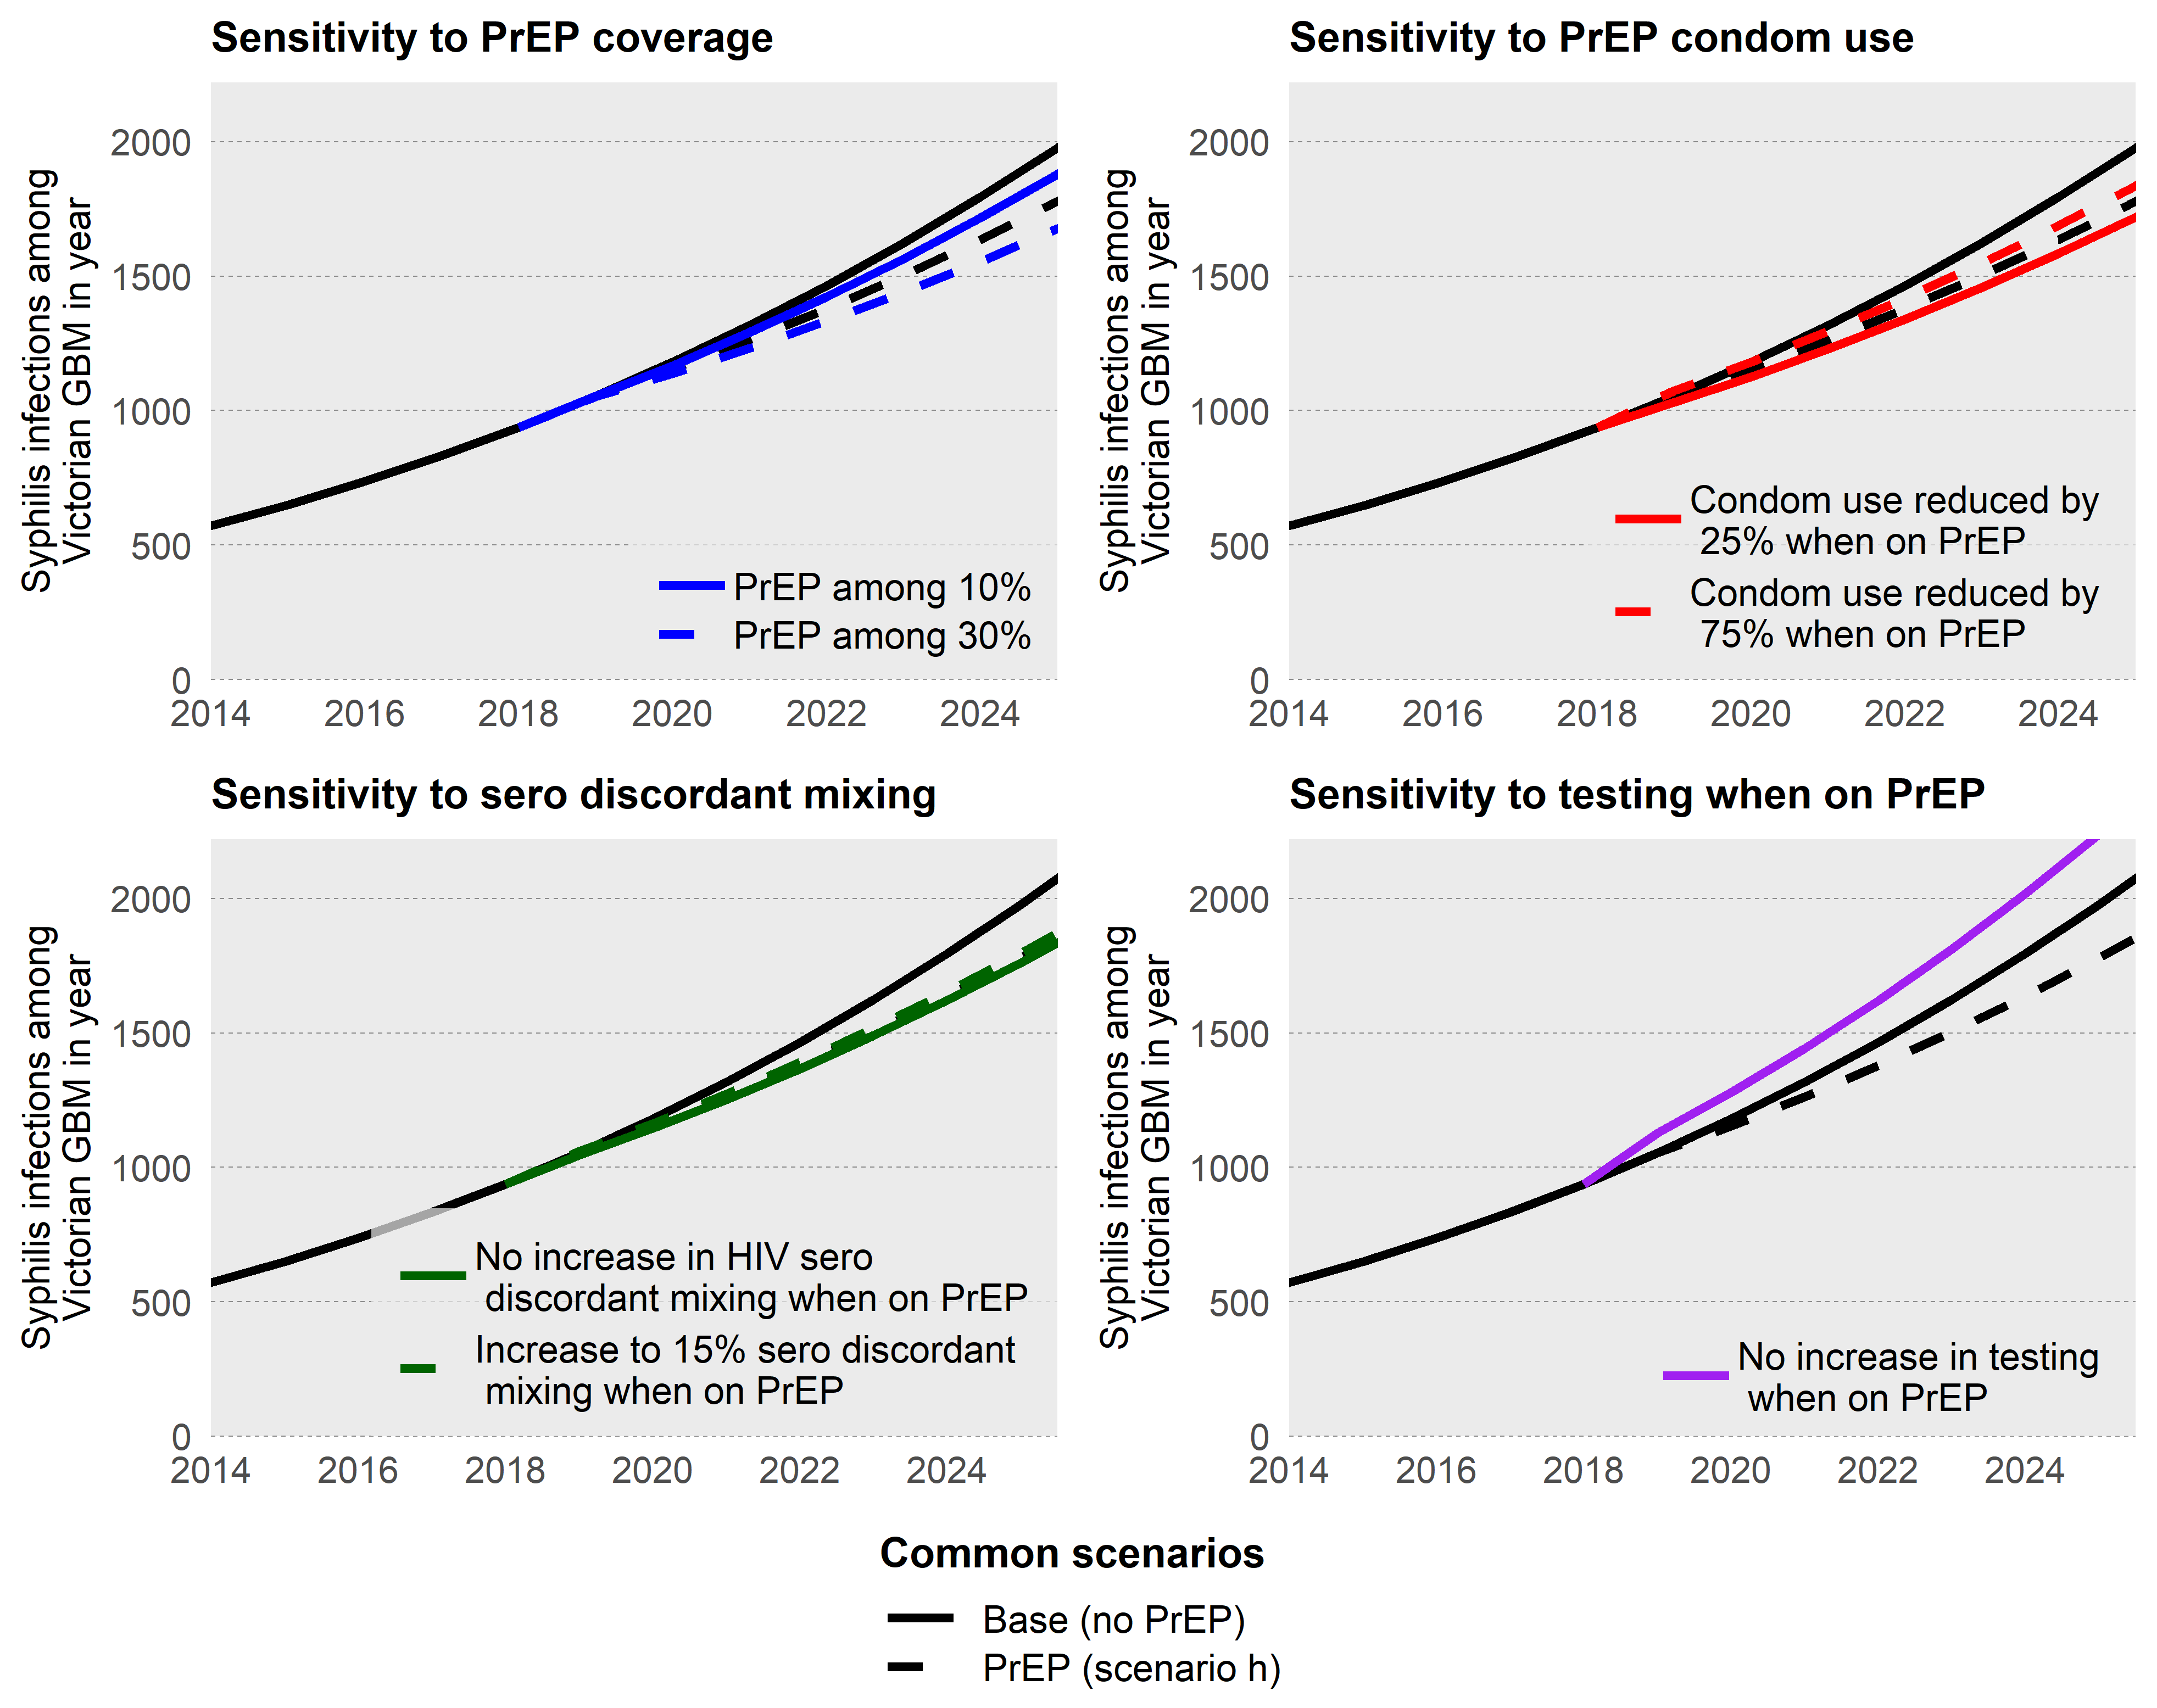 Sensitivity to PrEP coverage
Syphilis infections among
Victorian GBM in year
2000
1500
1000
500
0
PrEP among 10%
PrEP among 30%
2014 2016 2018 2020 2022 2024
Sensitivity to PrEP condom use
Syphilis infections among
Victorian GBM in year
2000
1500
1000
500
0
Condom use reduced by
25% when on PrEP
Condom use reduced by
75% when on PrEP
2014 2016 2018 2020 2022 2024
Sensitivity to sero discordant mixing
Syphilis infections among
Victorian GBM in year
2000
1500
1000
500
0
No increase in HIV sero
discordant mixing when on PrEP
Increase to 15% sero discordant
mixing when on PrEP
2014 2016 2018 2020 2022 2024
Sensitivity to testing when on PrEP
Syphilis infections among
Victorian GBM in year
2000
1500
1000
500
0
No increase in testing
when on PrEP
2014 2016 2018 2020 2022 2024
Common scenarios
Base (no PrEP)
PrEP (scenario h)